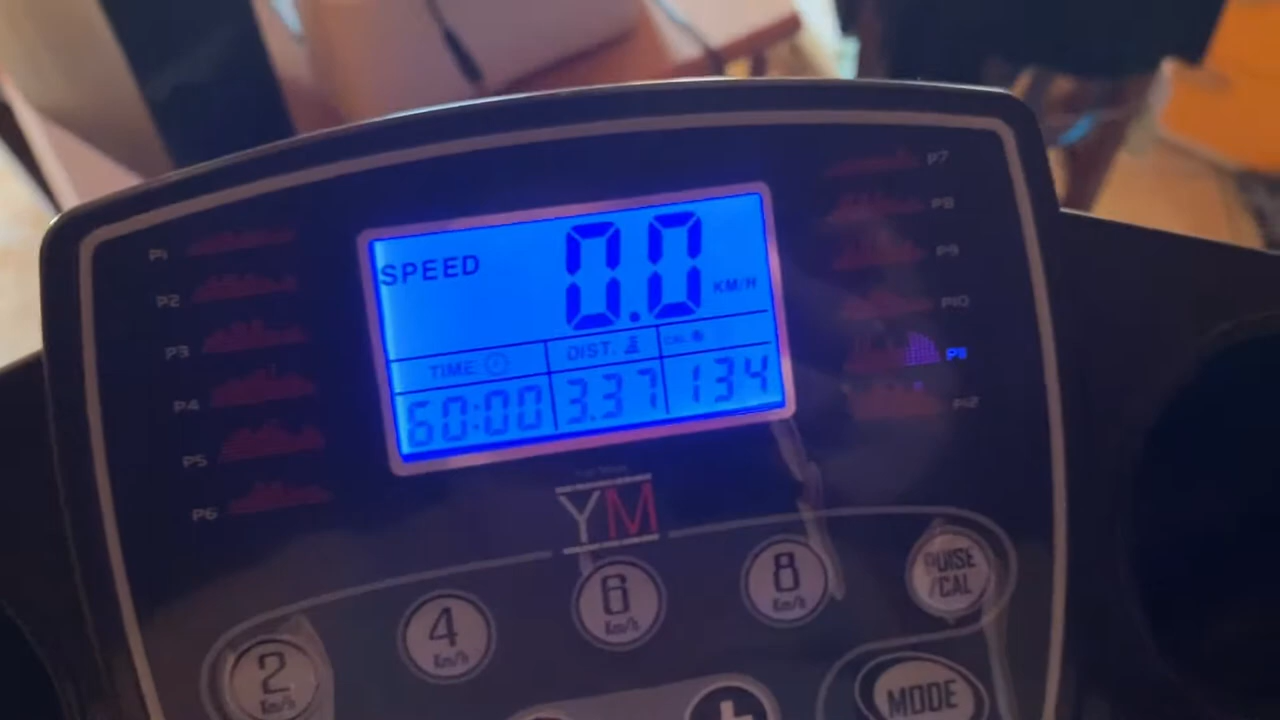 P1
P2
P3
P4
P5
P6
SPEED 0.0 KM/H
TIME DIST. CAL.
60:00 3.37 134
P7
P8
P9
P10
P11
P12
YM
2 Km/h
4 Km/h
6 Km/h
8 Km/h
PULSE
/CAL
MODE
+